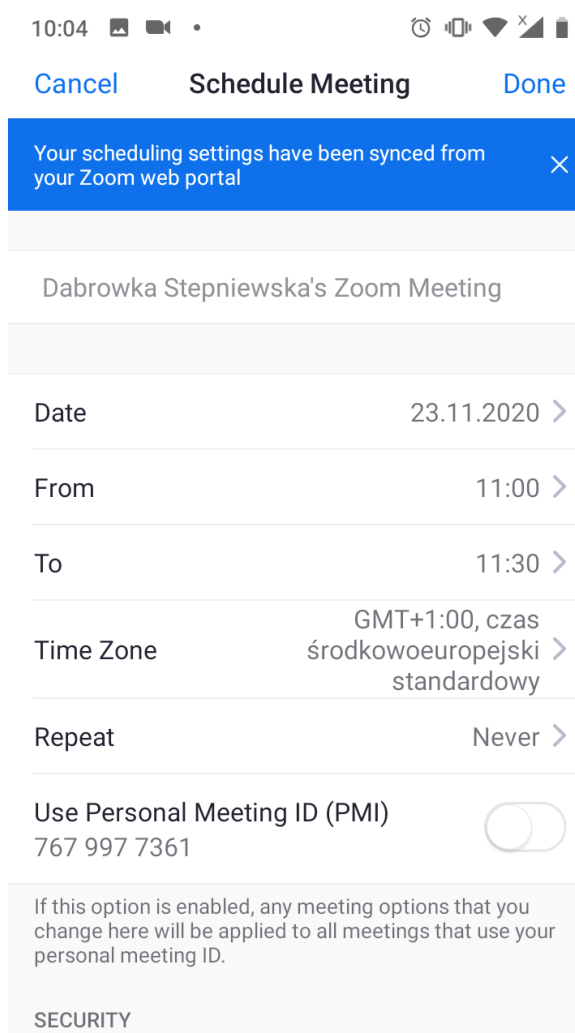 10:04
Cancel Schedule Meeting Done
Your scheduling settings have been synced from
your Zoom web portal
Dabrowka Stepniewska's Zoom Meeting
Date 23.11.2020
From 11:00
To 11:30
Time Zone GMT+1:00, czas
środkowoeuropejski
standardowy
Repeat Never
Use Personal Meeting ID (PMI)
767 997 7361
If this option is enabled, any meeting options that you
change here will be applied to all meetings that use your
personal meeting ID.
SECURITY